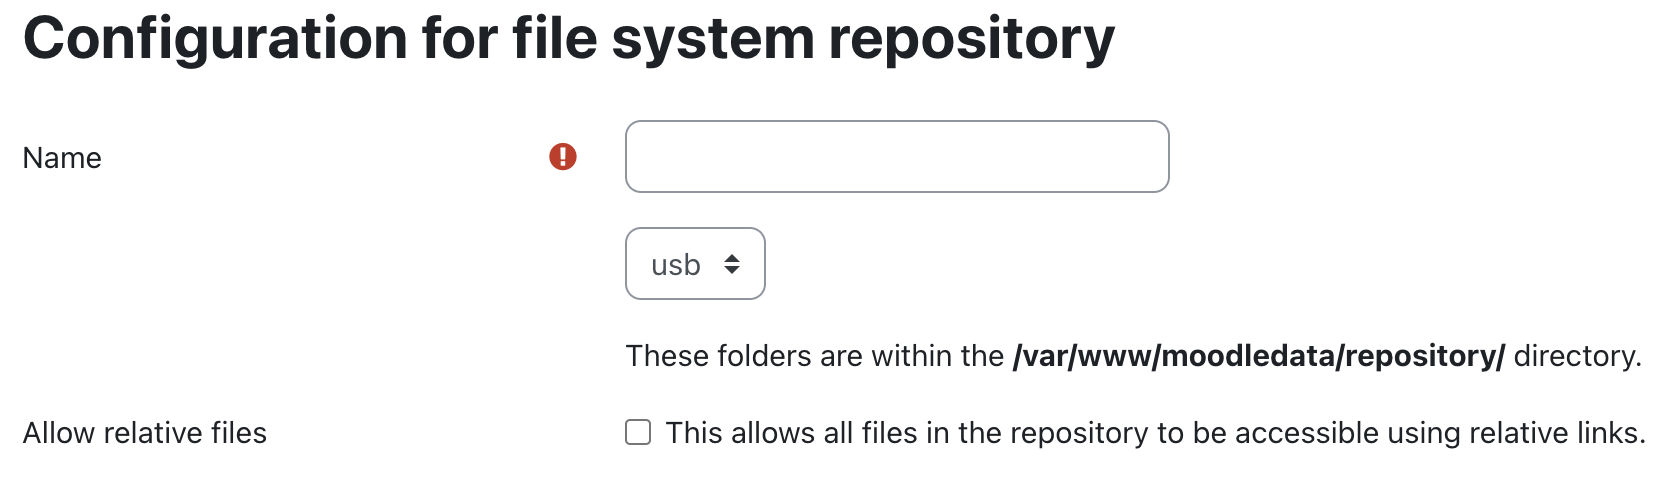 Configuration for file system repository
Name
usb
These folders are within the /var/www/moodledata/repository/ directory.
Allow relative files
This allows all files in the repository to be accessible using relative links.